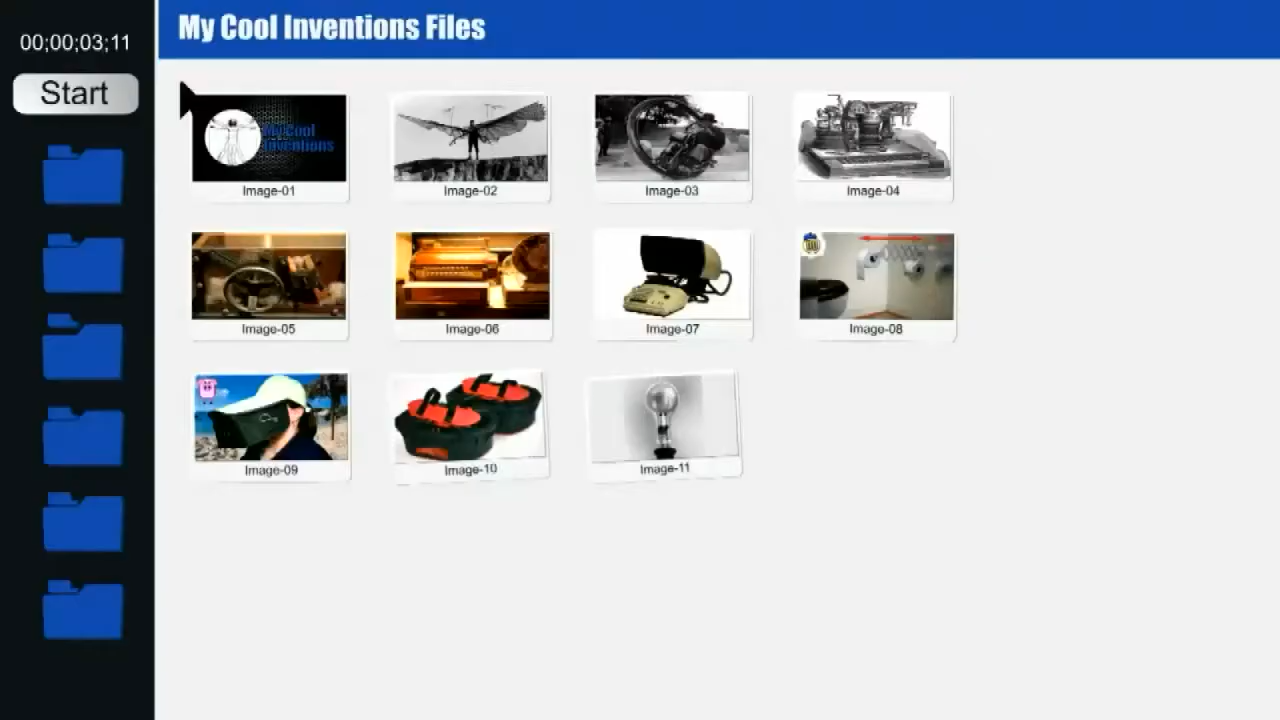 My Cool Inventions Files
00;00;03;11
Start
My Cool
Inventions
Image-01
Image-02
Image-03
Image-04
Image-05
Image-06
Image-07
Image-08
Image-09
Image-10
Image-11